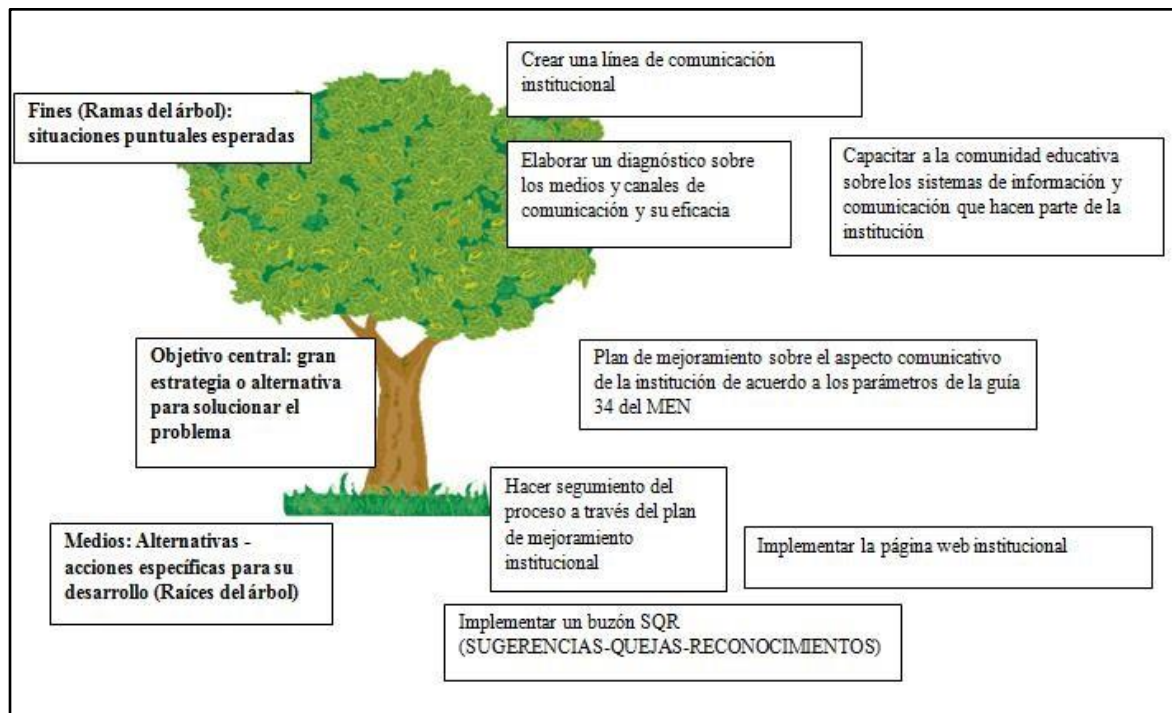 Crear una línea de comunicación
institucional
Fines (Ramas del árbol):
situaciones puntuales esperadas
Elaborar un diagnóstico sobre
los medios y canales de
comunicación y su eficacia
Capacitar a la comunidad educativa
sobre los sistemas de información y
comunicación que hacen parte de la
institución
Objetivo central: gran
estrategia o alternativa
para solucionar el
problema
Plan de mejoramiento sobre el aspecto comunicativo
de la institución de acuerdo a los parámetros de la guía
34 del MEN
Hacer seguimiento del
proceso a través del plan
de mejoramiento
institucional
Medios: Alternativas -
acciones específicas para su
desarrollo (Raíces del árbol)
Implementar la página web institucional
Implementar un buzón SQR
(SUGERENCIAS-QUEJAS-RECONOCIMIENTOS)